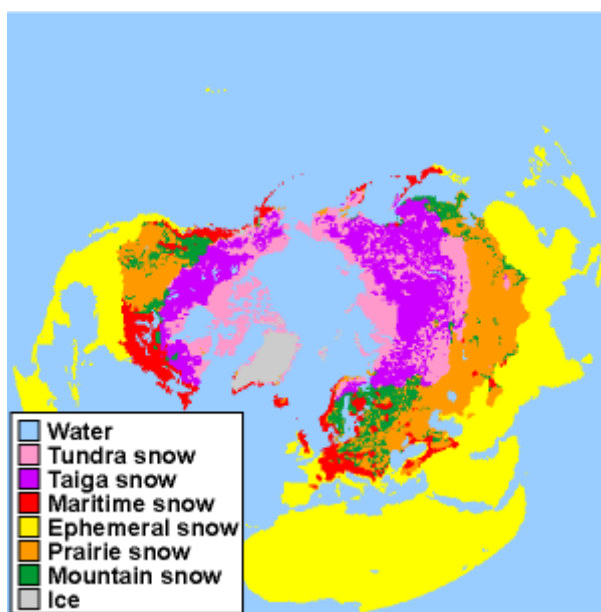 Water
Tundra snow
Taiga snow
Maritime snow
Ephemeral snow
Prairie snow
Mountain snow
Ice